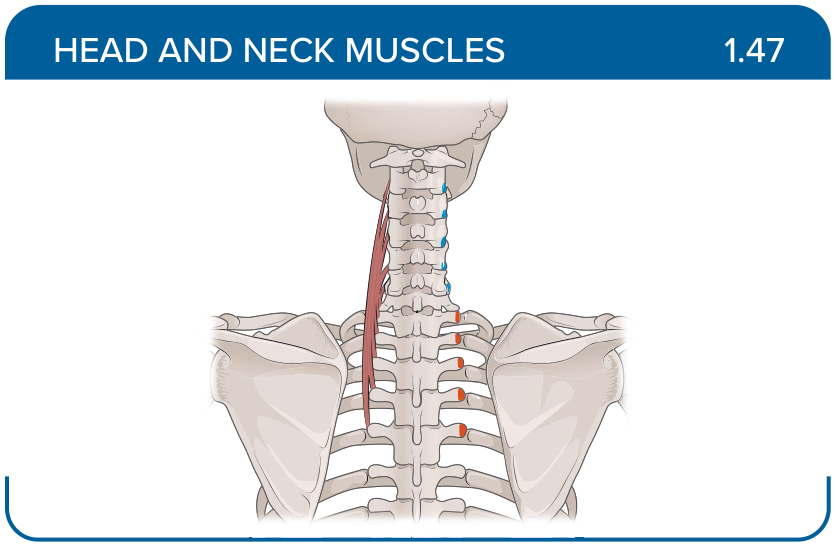 HEAD AND NECK MUSCLES
1.47